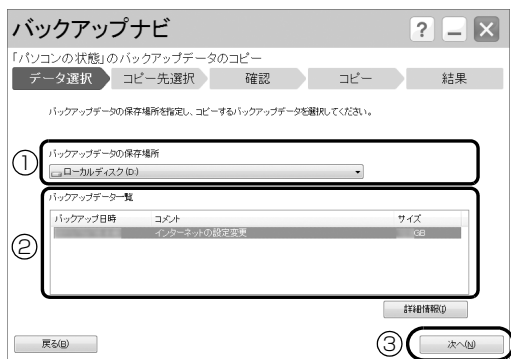 バックアップナビ
?
「パソコンの状態」のバックアップデータのコピー
データ選択 コピー先選択 確認 コピー 結果
バックアップデータの保存場所を指定し、コピーするバックアップデータを選択してください。
① バックアップデータの保存場所
ローカルディスク(D:)
バックアップデーター覧
バックアップ日時 コメント サイズ
② インターネットの設定変更 GB
詳細情報(I)
戻る(B) ③ 次へ(N)